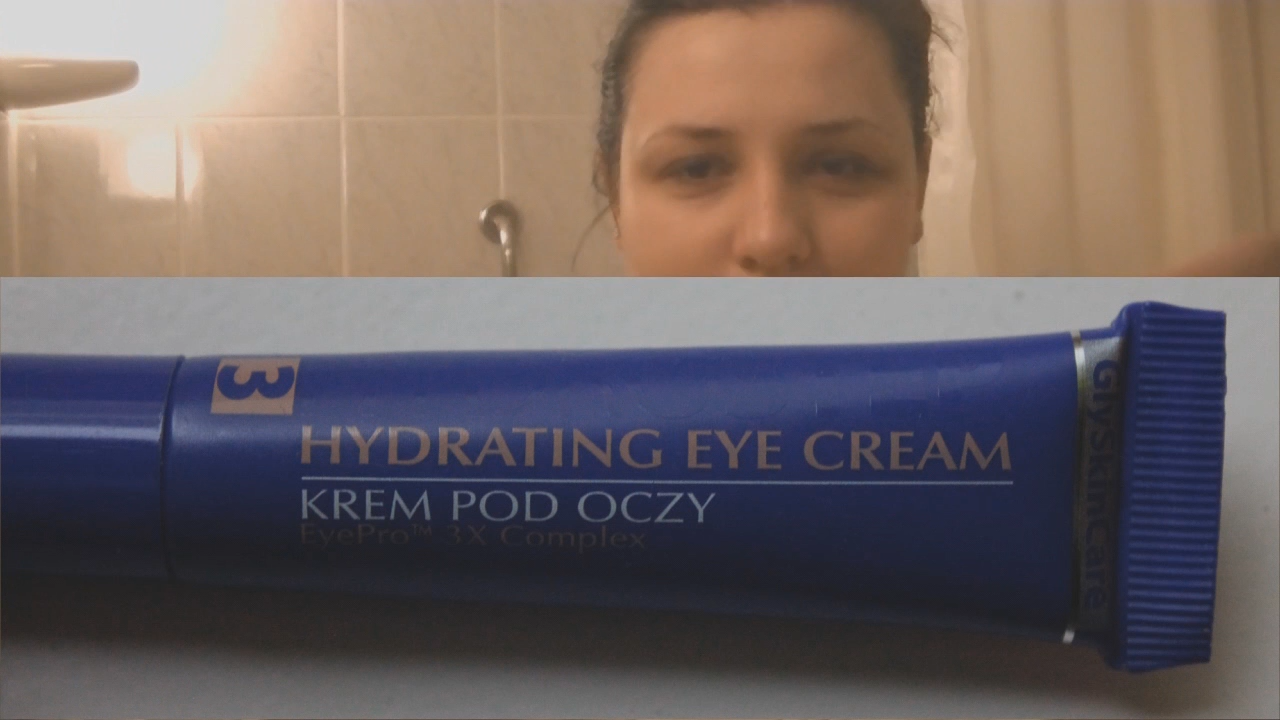 3
HYDRATING EYE CREAM
KREM POD OCZY
EyePro™ 3X Complex
GlySkinCare